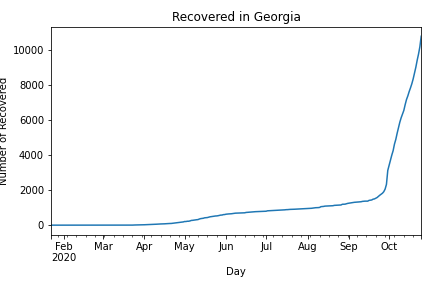 Recovered in Georgia
Number of Recovered
10000
8000
6000
4000
2000
0
Feb Mar Apr May Jun Jul Aug Sep Oct
2020
Day